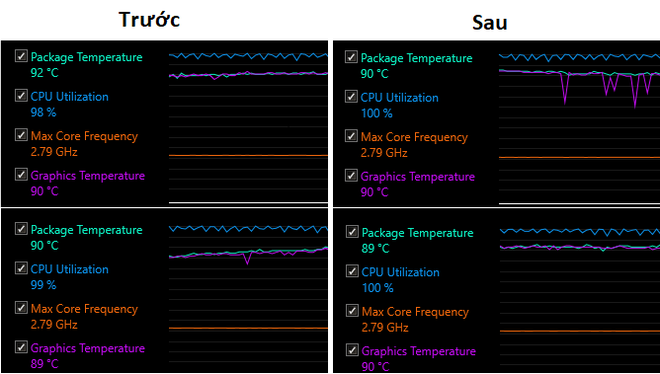 Trước
Sau
Package Temperature
92 °C
CPU Utilization
98 %
Max Core Frequency
2.79 GHz
Graphics Temperature
90 °C
Package Temperature
90 °C
CPU Utilization
100 %
Max Core Frequency
2.79 GHz
Graphics Temperature
90 °C
Package Temperature
90 °C
CPU Utilization
99 %
Max Core Frequency
2.79 GHz
Graphics Temperature
89 °C
Package Temperature
89 °C
CPU Utilization
100 %
Max Core Frequency
2.79 GHz
Graphics Temperature
90 °C